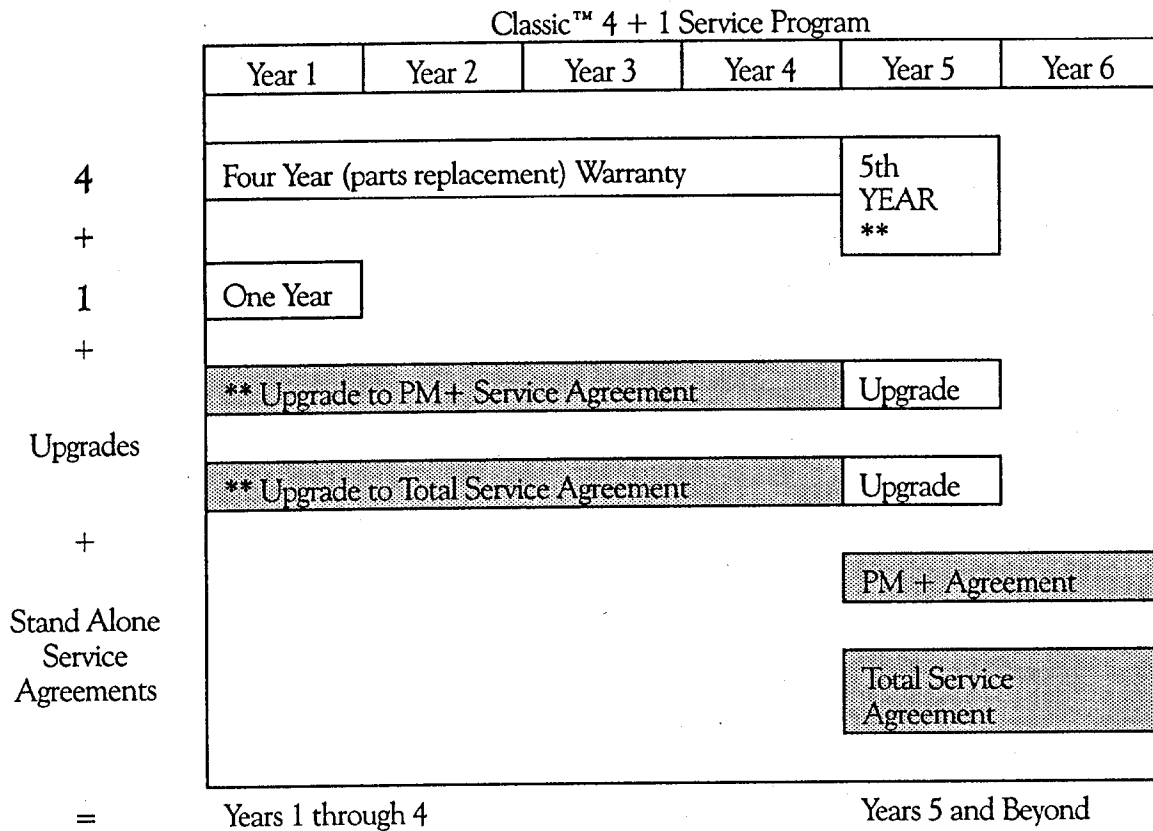 Classic™ 4 + 1 Service Program
Year 1 Year 2 Year 3 Year 4 Year 5 Year 6
4 Four Year (parts replacement) Warranty 5th
YEAR
+ **
1 One Year
+
** Upgrade to PM+ Service Agreement Upgrade
Upgrades
** Upgrade to Total Service Agreement Upgrade
+
PM + Agreement
Stand Alone
Service
Agreements
Total Service
Agreement
= Years 1 through 4 Years 5 and Beyond